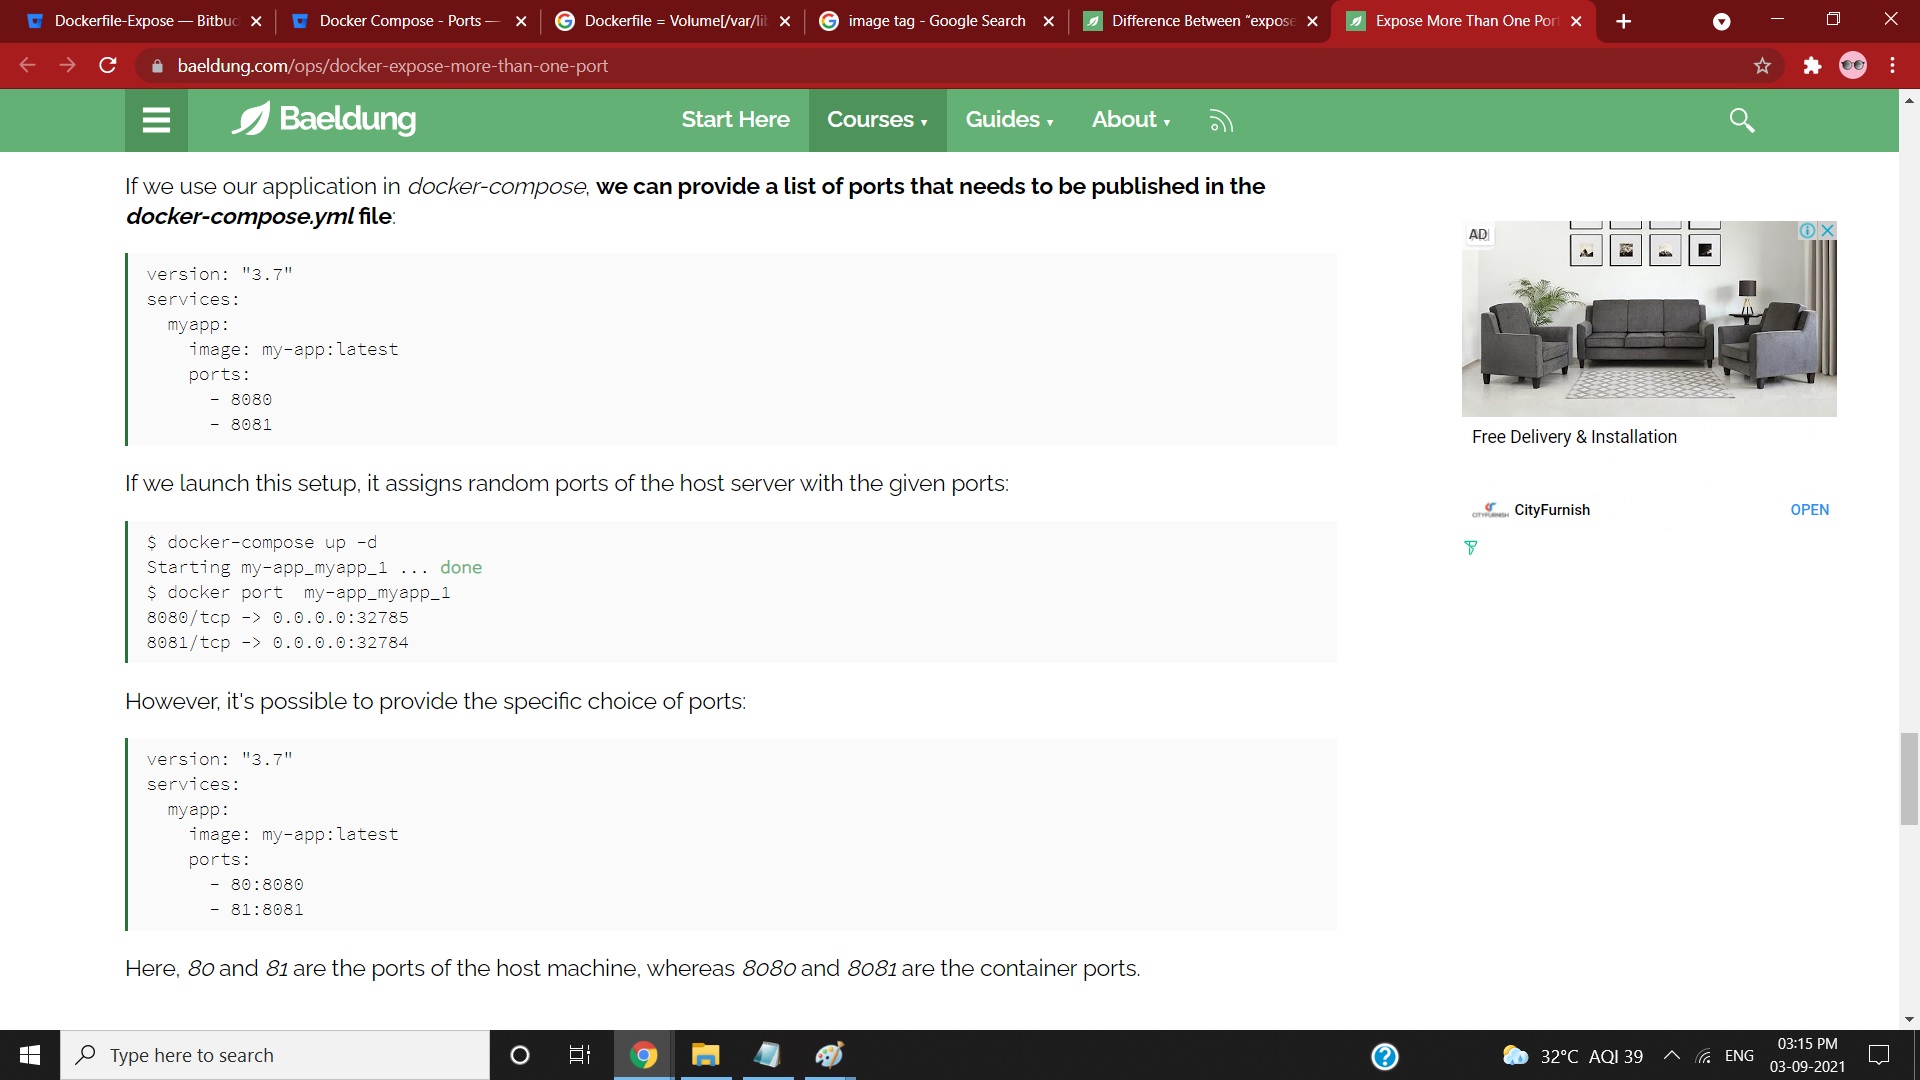 Dockerfile-Expose — Bitbuc
Docker Compose - Ports —
Dockerfile = Volume[/var/li
image tag - Google Search
Difference Between "expose
Expose More Than One Por
baeldung.com/ops/docker-expose-more-than-one-port
Baeldung
Start Here
Courses
Guides
About
If we use our application in docker-compose, we can provide a list of ports that needs to be published in the
docker-compose.yml file:
version: "3.7"
services:
  myapp:
    image: my-app:latest
    ports:
      - 8080
      - 8081
If we launch this setup, it assigns random ports of the host server with the given ports:
$ docker-compose up -d
Starting my-app_myapp_1 ... done
$ docker port  my-app_myapp_1
8080/tcp -> 0.0.0.0:32785
8081/tcp -> 0.0.0.0:32784
However, it's possible to provide the specific choice of ports:
version: "3.7"
services:
  myapp:
    image: my-app:latest
    ports:
      - 80:8080
      - 81:8081
Here, 80 and 81 are the ports of the host machine, whereas 8080 and 8081 are the container ports.
AD
Free Delivery & Installation
CITYFURNISH
CityFurnish
OPEN
Type here to search
32°C AQI 39
ENG
03:15 PM
03-09-2021